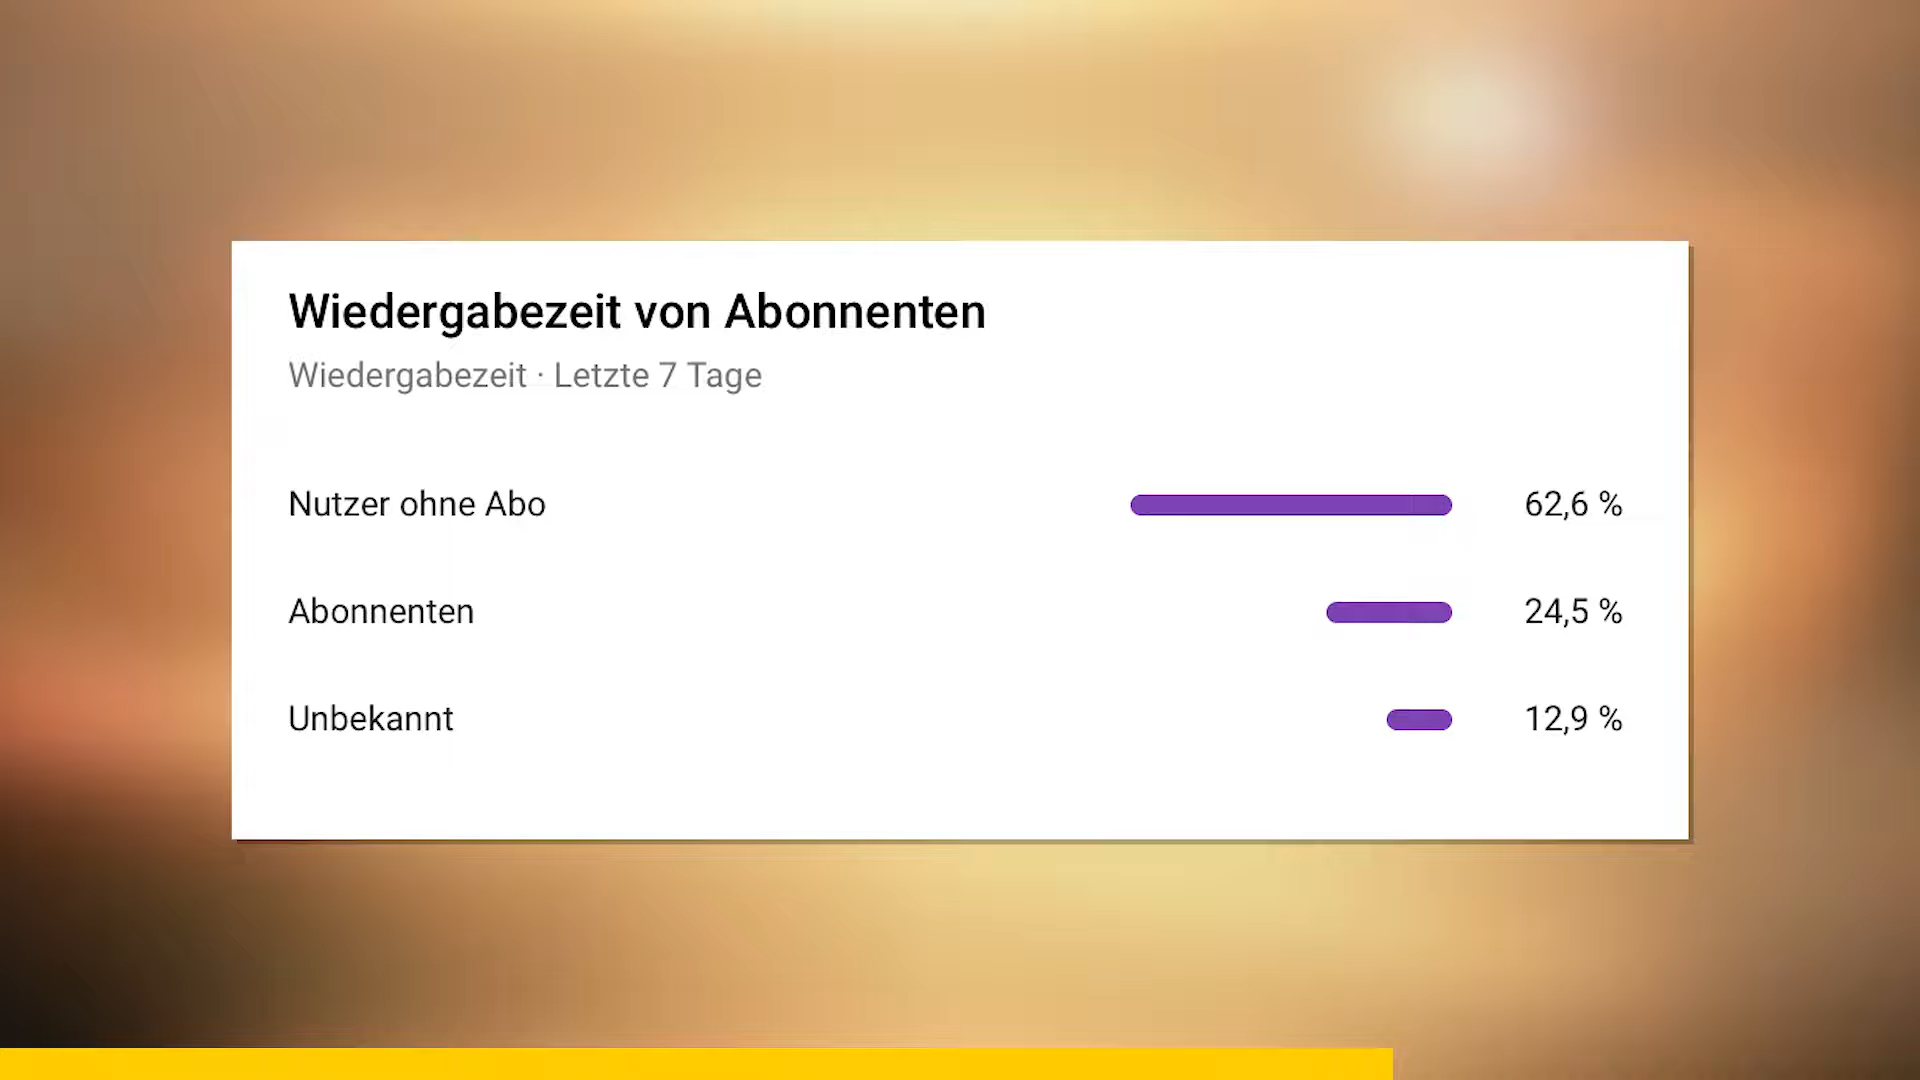 Wiedergabezeit von Abonnenten
Wiedergabezeit · Letzte 7 Tage
Nutzer ohne Abo 62,6 %
Abonnenten 24,5 %
Unbekannt 12,9 %